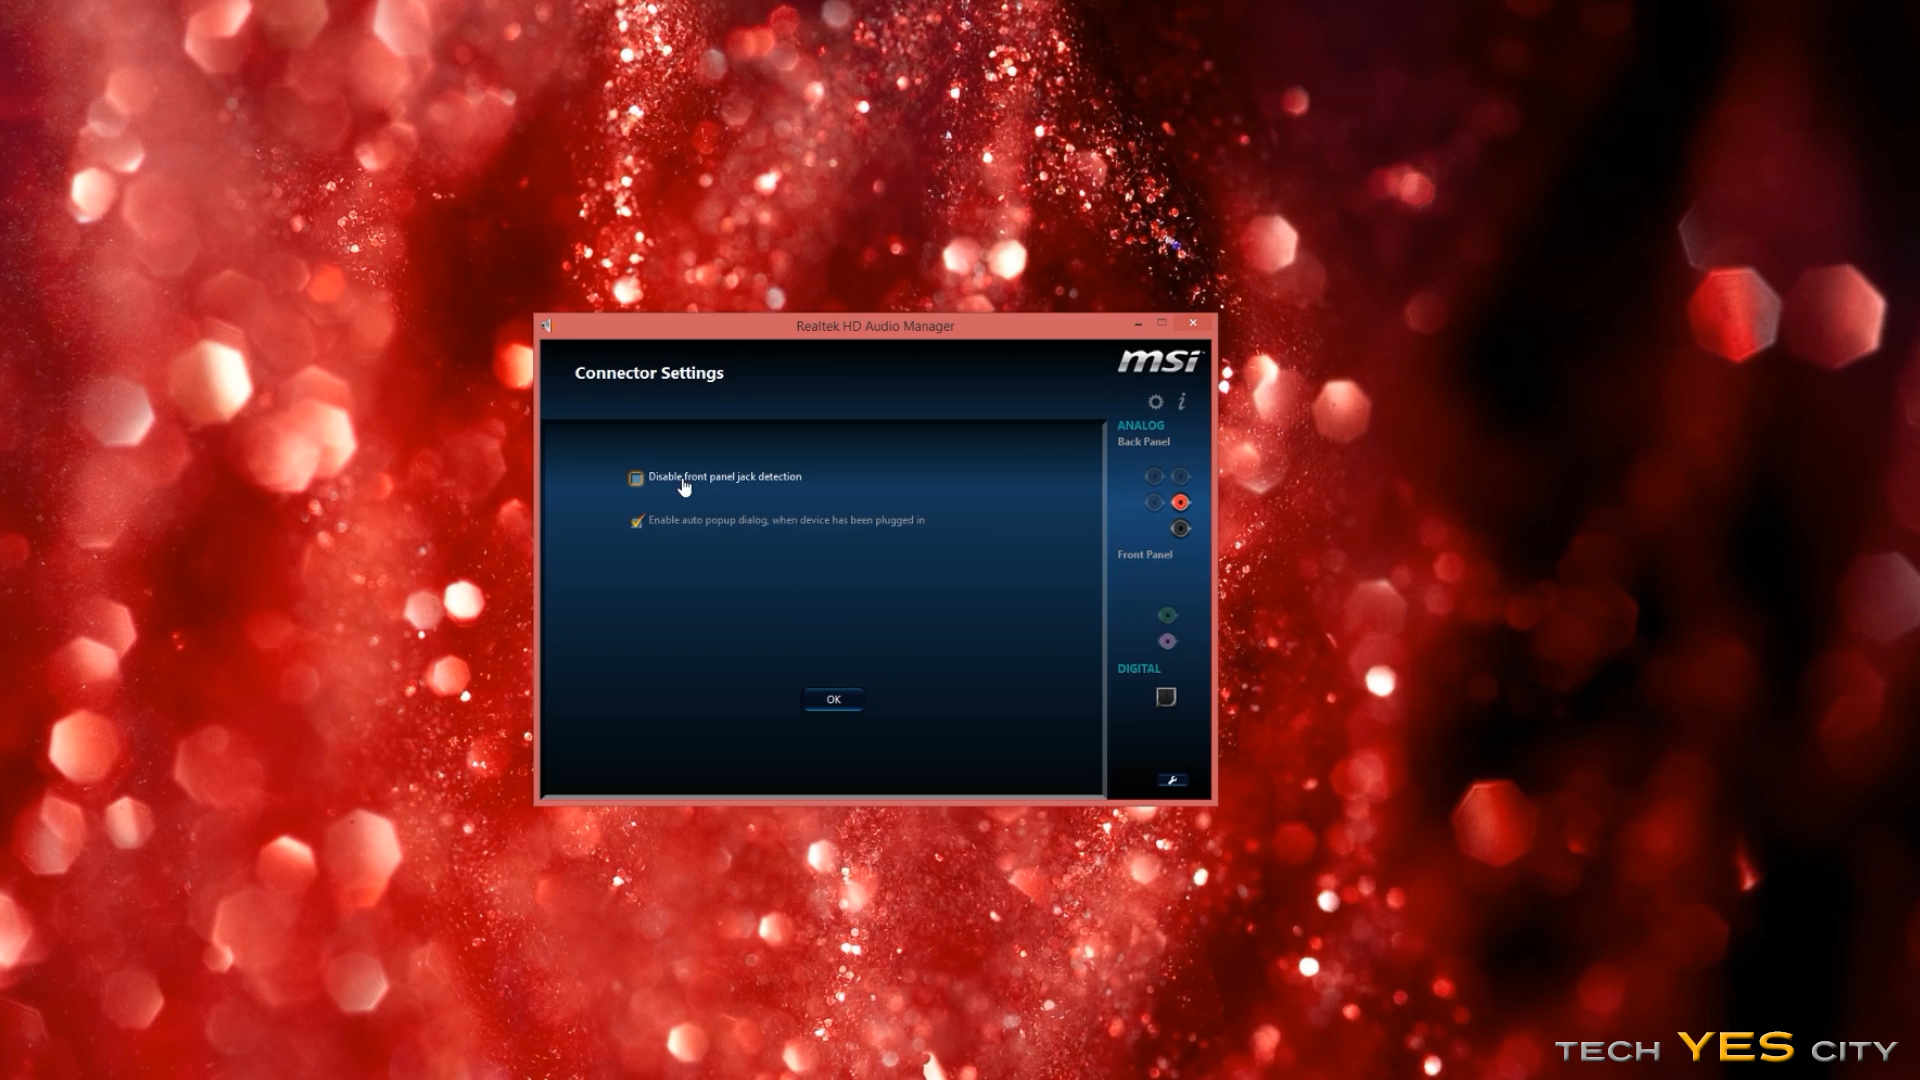 Realtek HD Audio Manager
Connector Settings
msi
i
ANALOG
Back Panel
Disable front panel jack detection
Enable auto popup dialog, when device has been plugged in
Front Panel
DIGITAL
OK
TECH YES CITY